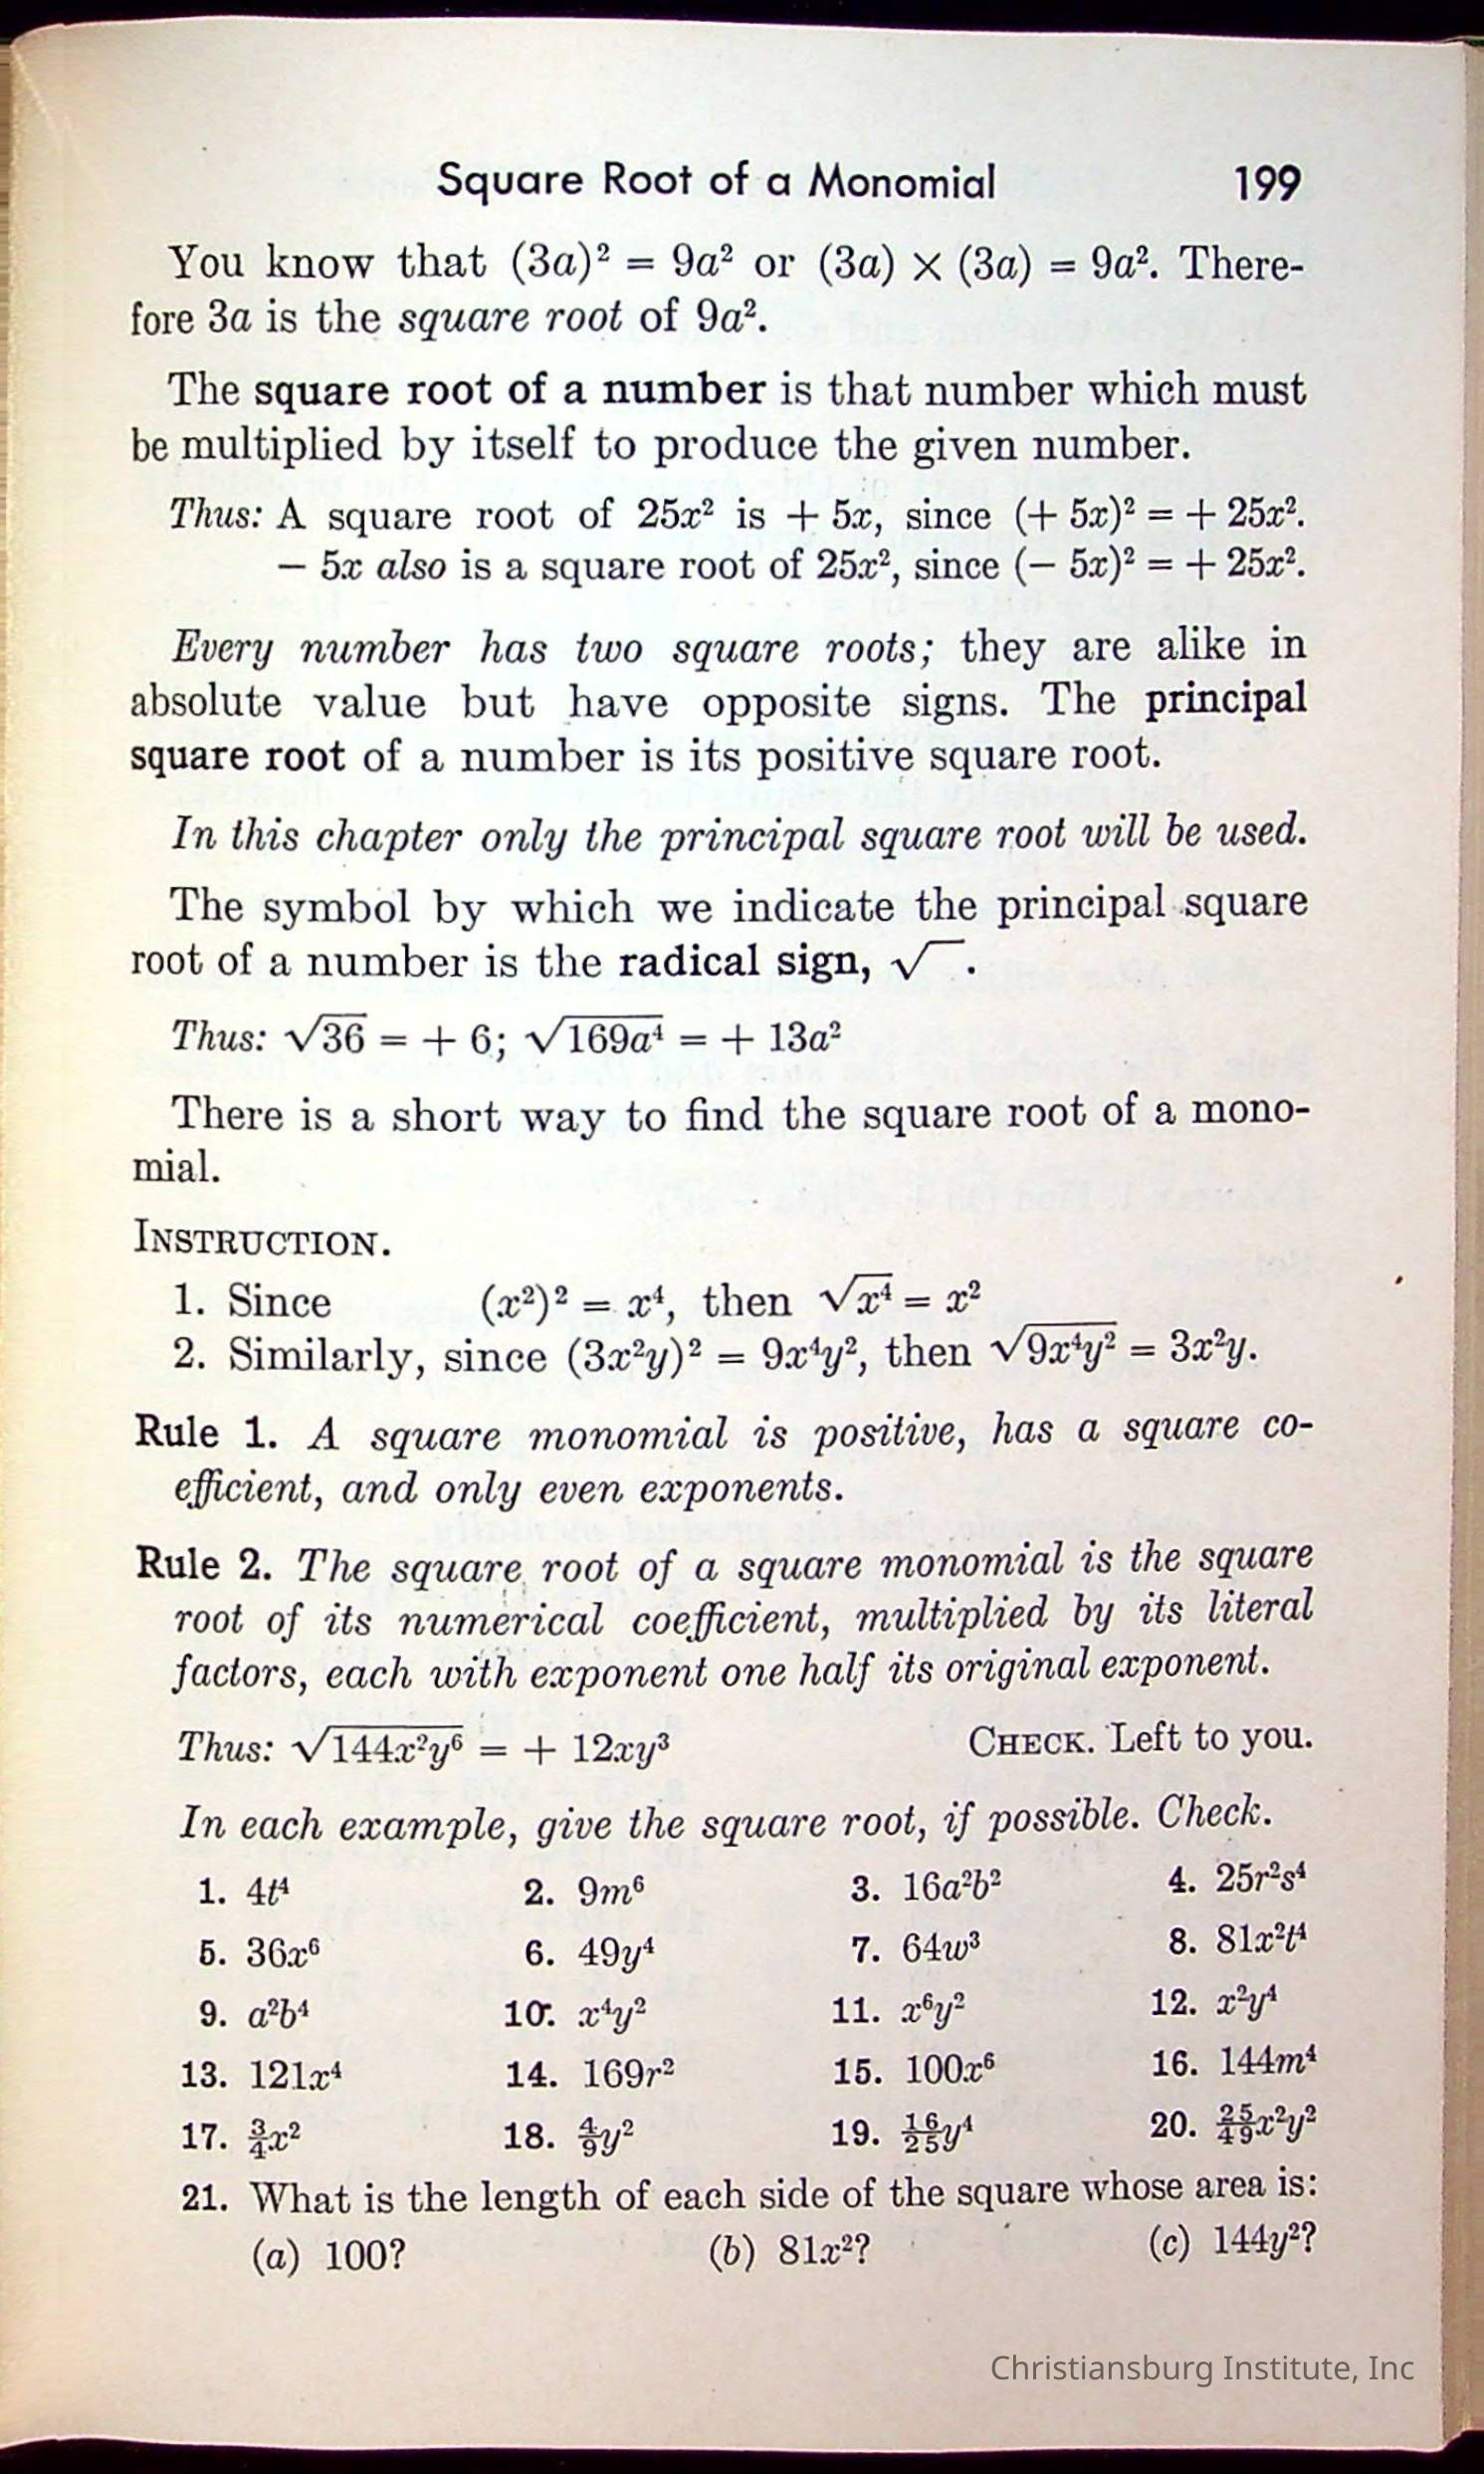 Square Root of a Monomial 199
You know that (3a)² = 9a² or (3a) × (3a) = 9a². There-
fore 3a is the square root of 9a².
The square root of a number is that number which must
be multiplied by itself to produce the given number.
Thus: A square root of 25x² is + 5x, since (+ 5x)² = + 25x².
− 5x also is a square root of 25x², since (− 5x)² = + 25x².
Every number has two square roots; they are alike in
absolute value but have opposite signs. The principal
square root of a number is its positive square root.
In this chapter only the principal square root will be used.
The symbol by which we indicate the principal square
root of a number is the radical sign, √ .
Thus: √36 = + 6; √169a⁴ = + 13a²
There is a short way to find the square root of a mono-
mial.
INSTRUCTION.
1. Since (x²)² = x⁴, then √x⁴ = x²
2. Similarly, since (3x²y)² = 9x⁴y², then √9x⁴y² = 3x²y.
Rule 1. A square monomial is positive, has a square co-
efficient, and only even exponents.
Rule 2. The square root of a square monomial is the square
root of its numerical coefficient, multiplied by its literal
factors, each with exponent one half its original exponent.
Thus: √144x²y⁶ = + 12xy³ CHECK. Left to you.
In each example, give the square root, if possible. Check.
1. 4t⁴ 2. 9m⁶ 3. 16a²b² 4. 25r²s⁴
5. 36x⁶ 6. 49y⁴ 7. 64w³ 8. 81x²t⁴
9. a²b⁴ 10. x⁴y² 11. x⁶y² 12. x²y⁴
13. 121x⁴ 14. 169r² 15. 100x⁶ 16. 144m⁴
17. ¾x² 18. 4/9y² 19. 16/25y⁴ 20. 25/49x²y²
21. What is the length of each side of the square whose area is:
(a) 100? (b) 81x²? (c) 144y²?
Christiansburg Institute, Inc